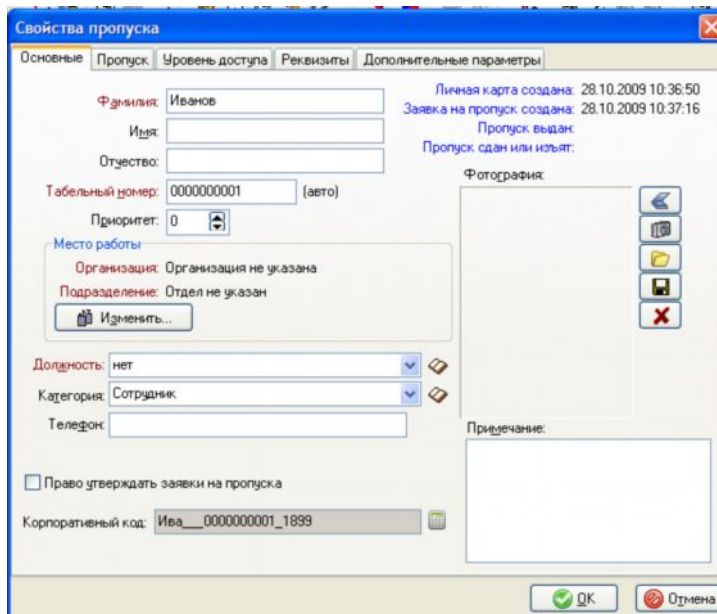 Свойства пропуска
Основные Пропуск Уровень доступа Реквизиты Дополнительные параметры
Личная карта создана: 28.10.2009 10:36:50
Заявка на пропуск создана: 28.10.2009 10:37:16
Пропуск выдан:
Пропуск сдан или изъят:
Фамилия: Иванов
Имя:
Отчество:
Табельный номер: 0000000001 (авто)
Приоритет: 0
Место работы
Организация: Организация не указана
Подразделение: Отдел не указан
Изменить...
Должность: нет
Категория: Сотрудник
Телефон:
Фотография:
Примечание:
Право утверждать заявки на пропуска
Корпоративный код: Ива___0000000001_1899
OK Отмена